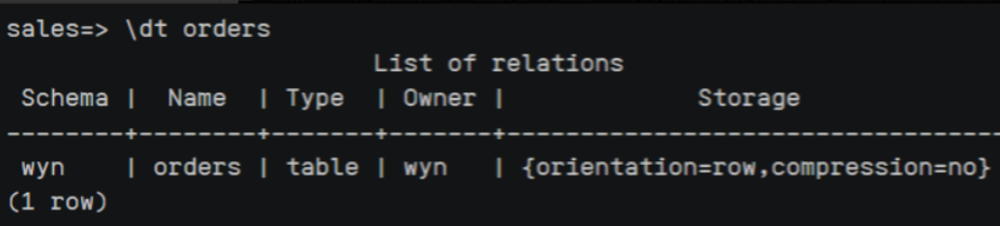 sales=> \dt orders
                         List of relations
 Schema |  Name  | Type  | Owner |             Storage
--------+--------+-------+-------+----------------------------------
 wyn    | orders | table | wyn   | {orientation=row,compression=no}
(1 row)